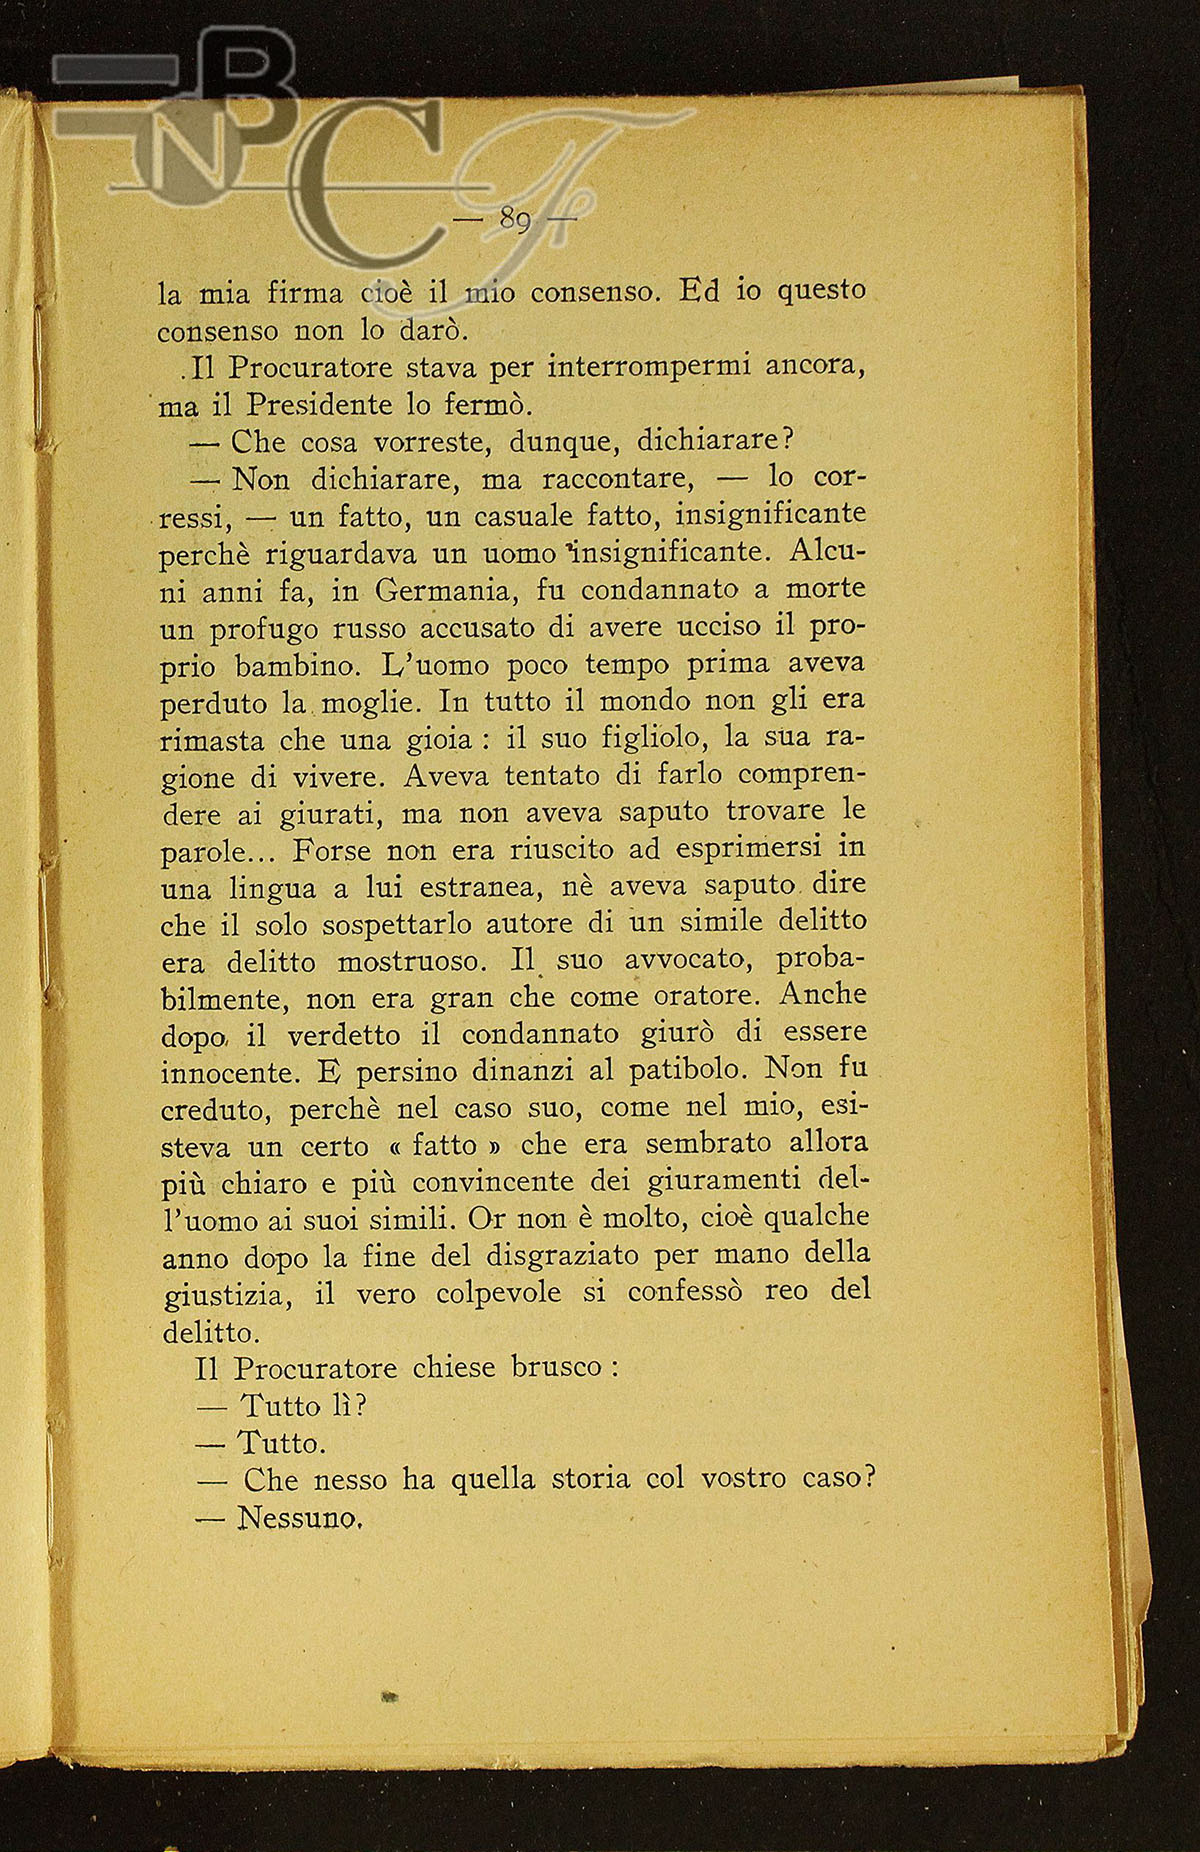 NBCF
— 89 —
la mia firma cioè il mio consenso. Ed io questo
consenso non lo darò.
Il Procuratore stava per interrompermi ancora,
ma il Presidente lo fermò.
— Che cosa vorreste, dunque, dichiarare?
— Non dichiarare, ma raccontare, — lo cor-
ressi, — un fatto, un casuale fatto, insignificante
perchè riguardava un uomo insignificante. Alcu-
ni anni fa, in Germania, fu condannato a morte
un profugo russo accusato di avere ucciso il pro-
prio bambino. L'uomo poco tempo prima aveva
perduto la moglie. In tutto il mondo non gli era
rimasta che una gioia : il suo figliolo, la sua ra-
gione di vivere. Aveva tentato di farlo compren-
dere ai giurati, ma non aveva saputo trovare le
parole... Forse non era riuscito ad esprimersi in
una lingua a lui estranea, nè aveva saputo dire
che il solo sospettarlo autore di un simile delitto
era delitto mostruoso. Il suo avvocato, proba-
bilmente, non era gran che come oratore. Anche
dopo il verdetto il condannato giurò di essere
innocente. E persino dinanzi al patibolo. Non fu
creduto, perchè nel caso suo, come nel mio, esi-
steva un certo « fatto » che era sembrato allora
più chiaro e più convincente dei giuramenti del-
l'uomo ai suoi simili. Or non è molto, cioè qualche
anno dopo la fine del disgraziato per mano della
giustizia, il vero colpevole si confessò reo del
delitto.
Il Procuratore chiese brusco :
— Tutto lì?
— Tutto.
— Che nesso ha quella storia col vostro caso?
— Nessuno.